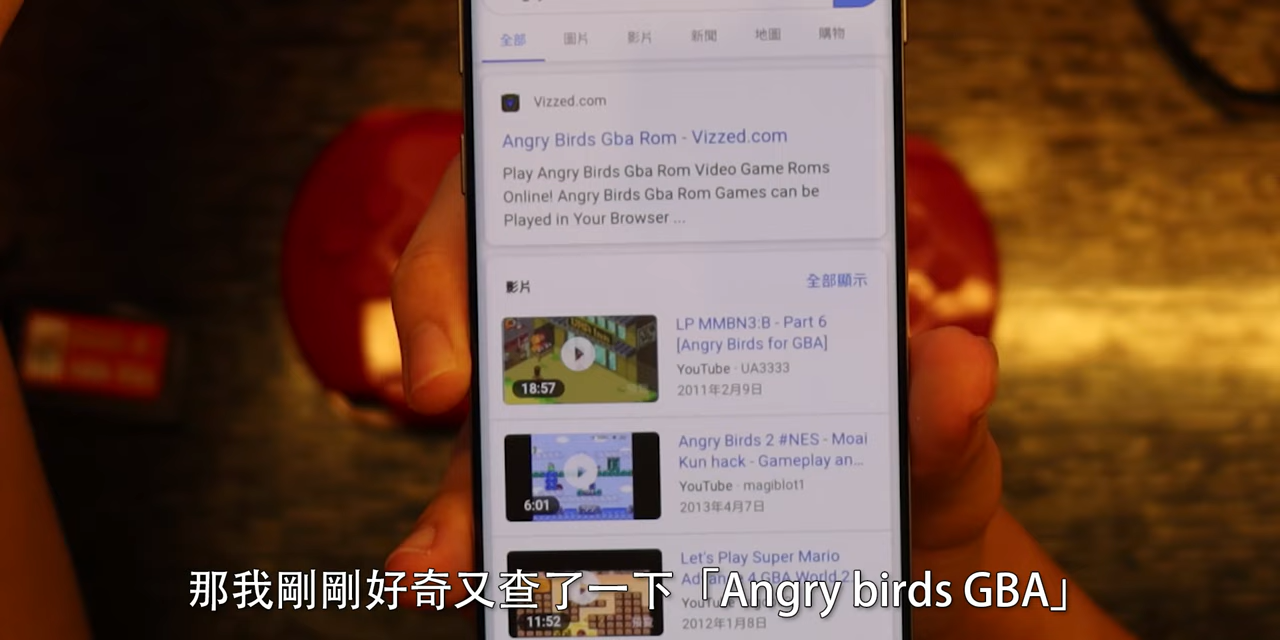 全部 圖片 影片 新聞 地圖 購物
Vizzed.com
Angry Birds Gba Rom - Vizzed.com
Play Angry Birds Gba Rom Video Game Roms
Online! Angry Birds Gba Rom Games can be
Played in Your Browser ...
影片
全部顯示
18:57
LP MMBN3:B - Part 6
[Angry Birds for GBA]
YouTube · UA3333
2011年2月9日
6:01
Angry Birds 2 #NES - Moai
Kun hack - Gameplay an...
YouTube · magiblot1
2013年4月7日
11:52
Let's Play Super Mario
Advance 4 GBA World 2
2012年1月8日
那我剛剛好奇又查了一下「Angry birds GBA」